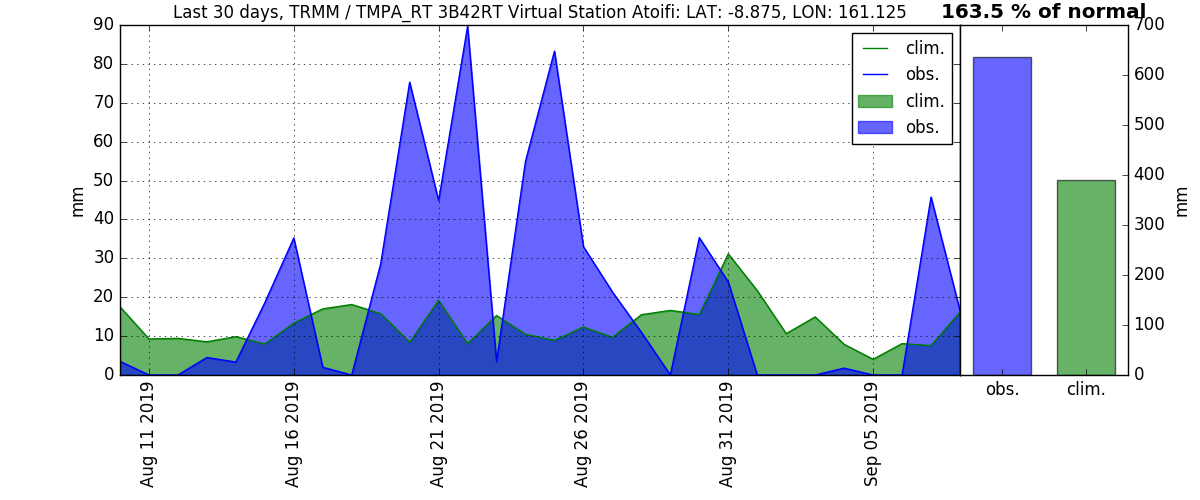 Last 30 days, TRMM / TMPA_RT 3B42RT Virtual Station Atoifi: LAT: -8.875, LON: 161.125
163.5 % of normal
90
80
70
60
50
40
30
20
10
0
mm
clim.
obs.
clim.
obs.
Aug 11 2019
Aug 16 2019
Aug 21 2019
Aug 26 2019
Aug 31 2019
Sep 05 2019
700
600
500
400
300
200
100
0
mm
obs.
clim.